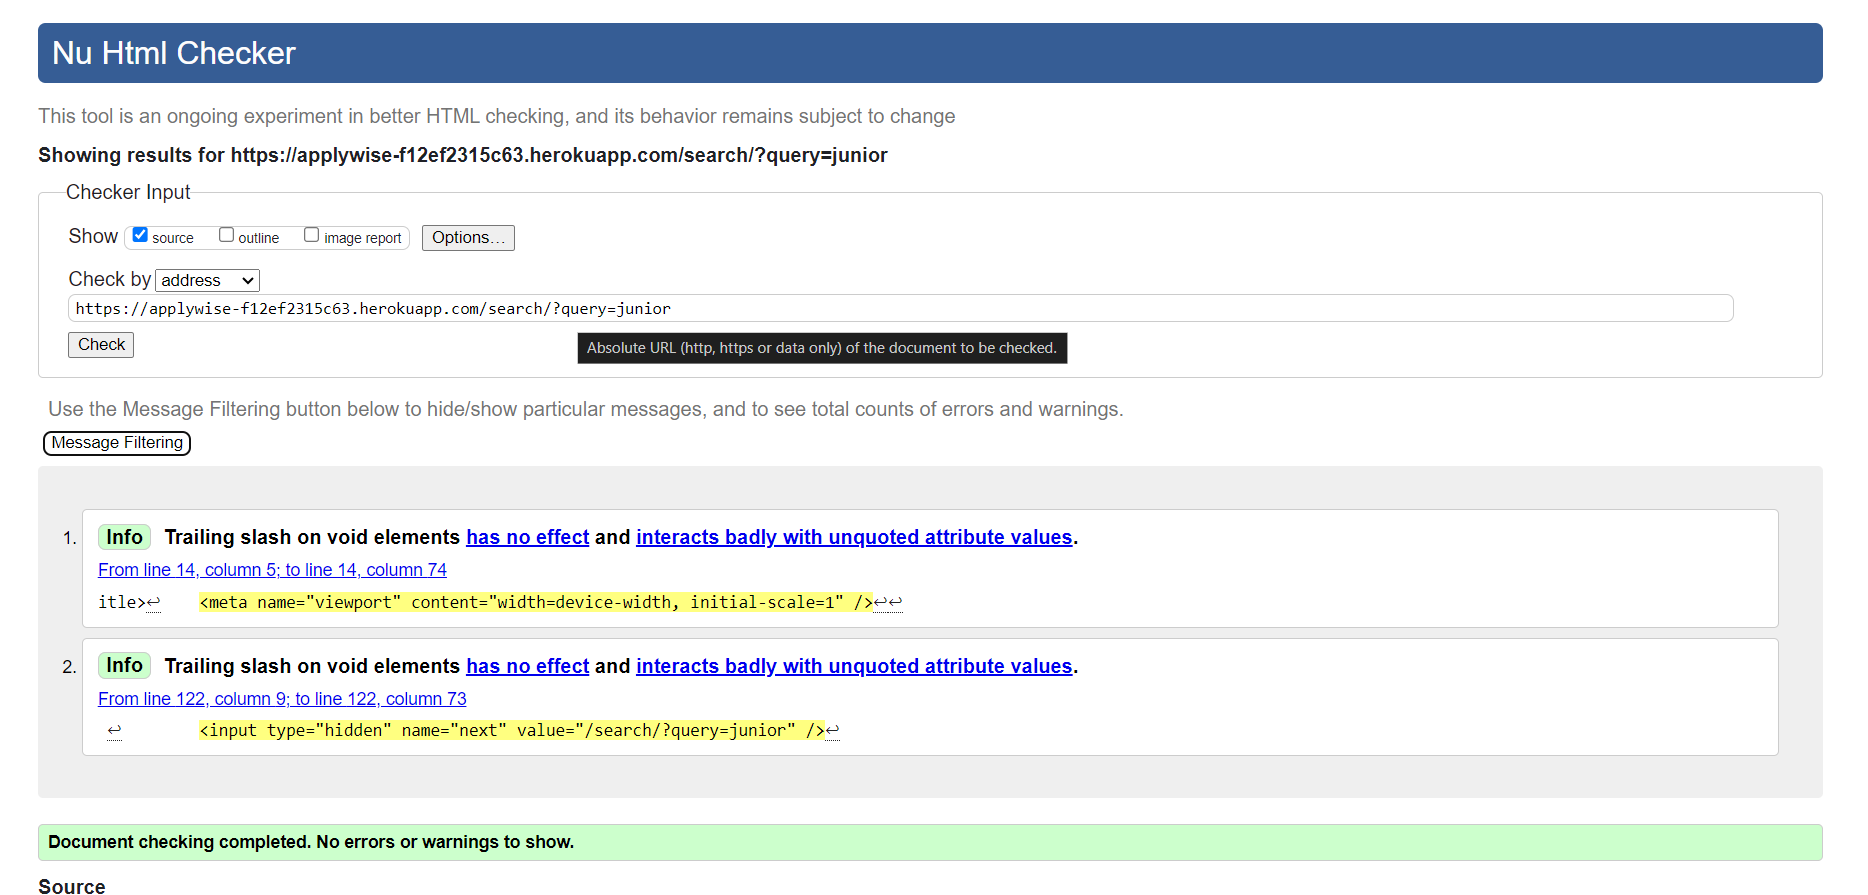 Nu Html Checker
This tool is an ongoing experiment in better HTML checking, and its behavior remains subject to change
Showing results for https://applywise-f12ef2315c63.herokuapp.com/search/?query=junior
Checker Input
Show source outline image report Options...
Check by address
https://applywise-f12ef2315c63.herokuapp.com/search/?query=junior
Check
Absolute URL (http, https or data only) of the document to be checked.
Use the Message Filtering button below to hide/show particular messages, and to see total counts of errors and warnings.
Message Filtering
1. Info Trailing slash on void elements has no effect and interacts badly with unquoted attribute values.
From line 14, column 5; to line 14, column 74
itle>↩ <meta name="viewport" content="width=device-width, initial-scale=1" />↩↩
2. Info Trailing slash on void elements has no effect and interacts badly with unquoted attribute values.
From line 122, column 9; to line 122, column 73
↩ <input type="hidden" name="next" value="/search/?query=junior" />↩
Document checking completed. No errors or warnings to show.
Source